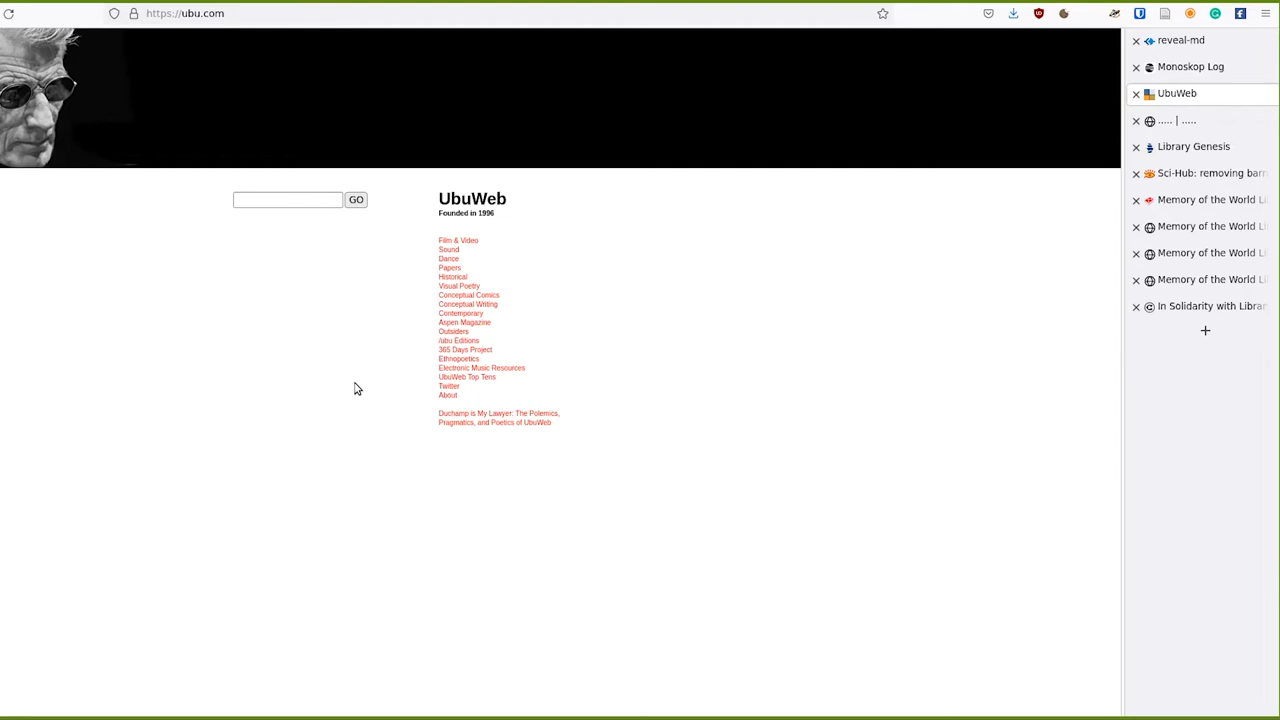 https://ubu.com
reveal-md
Monoskop Log
UbuWeb
..... | .....
Library Genesis
Sci-Hub: removing barr
Memory of the World Li
Memory of the World Li
Memory of the World Li
Memory of the World Li
In solidarity with Librar
GO
UbuWeb
Founded in 1996
Film & Video
Sound
Dance
Papers
Historical
Visual Poetry
Conceptual Comics
Conceptual Writing
Contemporary
Aspen Magazine
Outsiders
/ubu Editions
365 Days Project
Ethnopoetics
Electronic Music Resources
UbuWeb Top Tens
Twitter
About
Duchamp is My Lawyer: The Polemics,
Pragmatics, and Poetics of UbuWeb